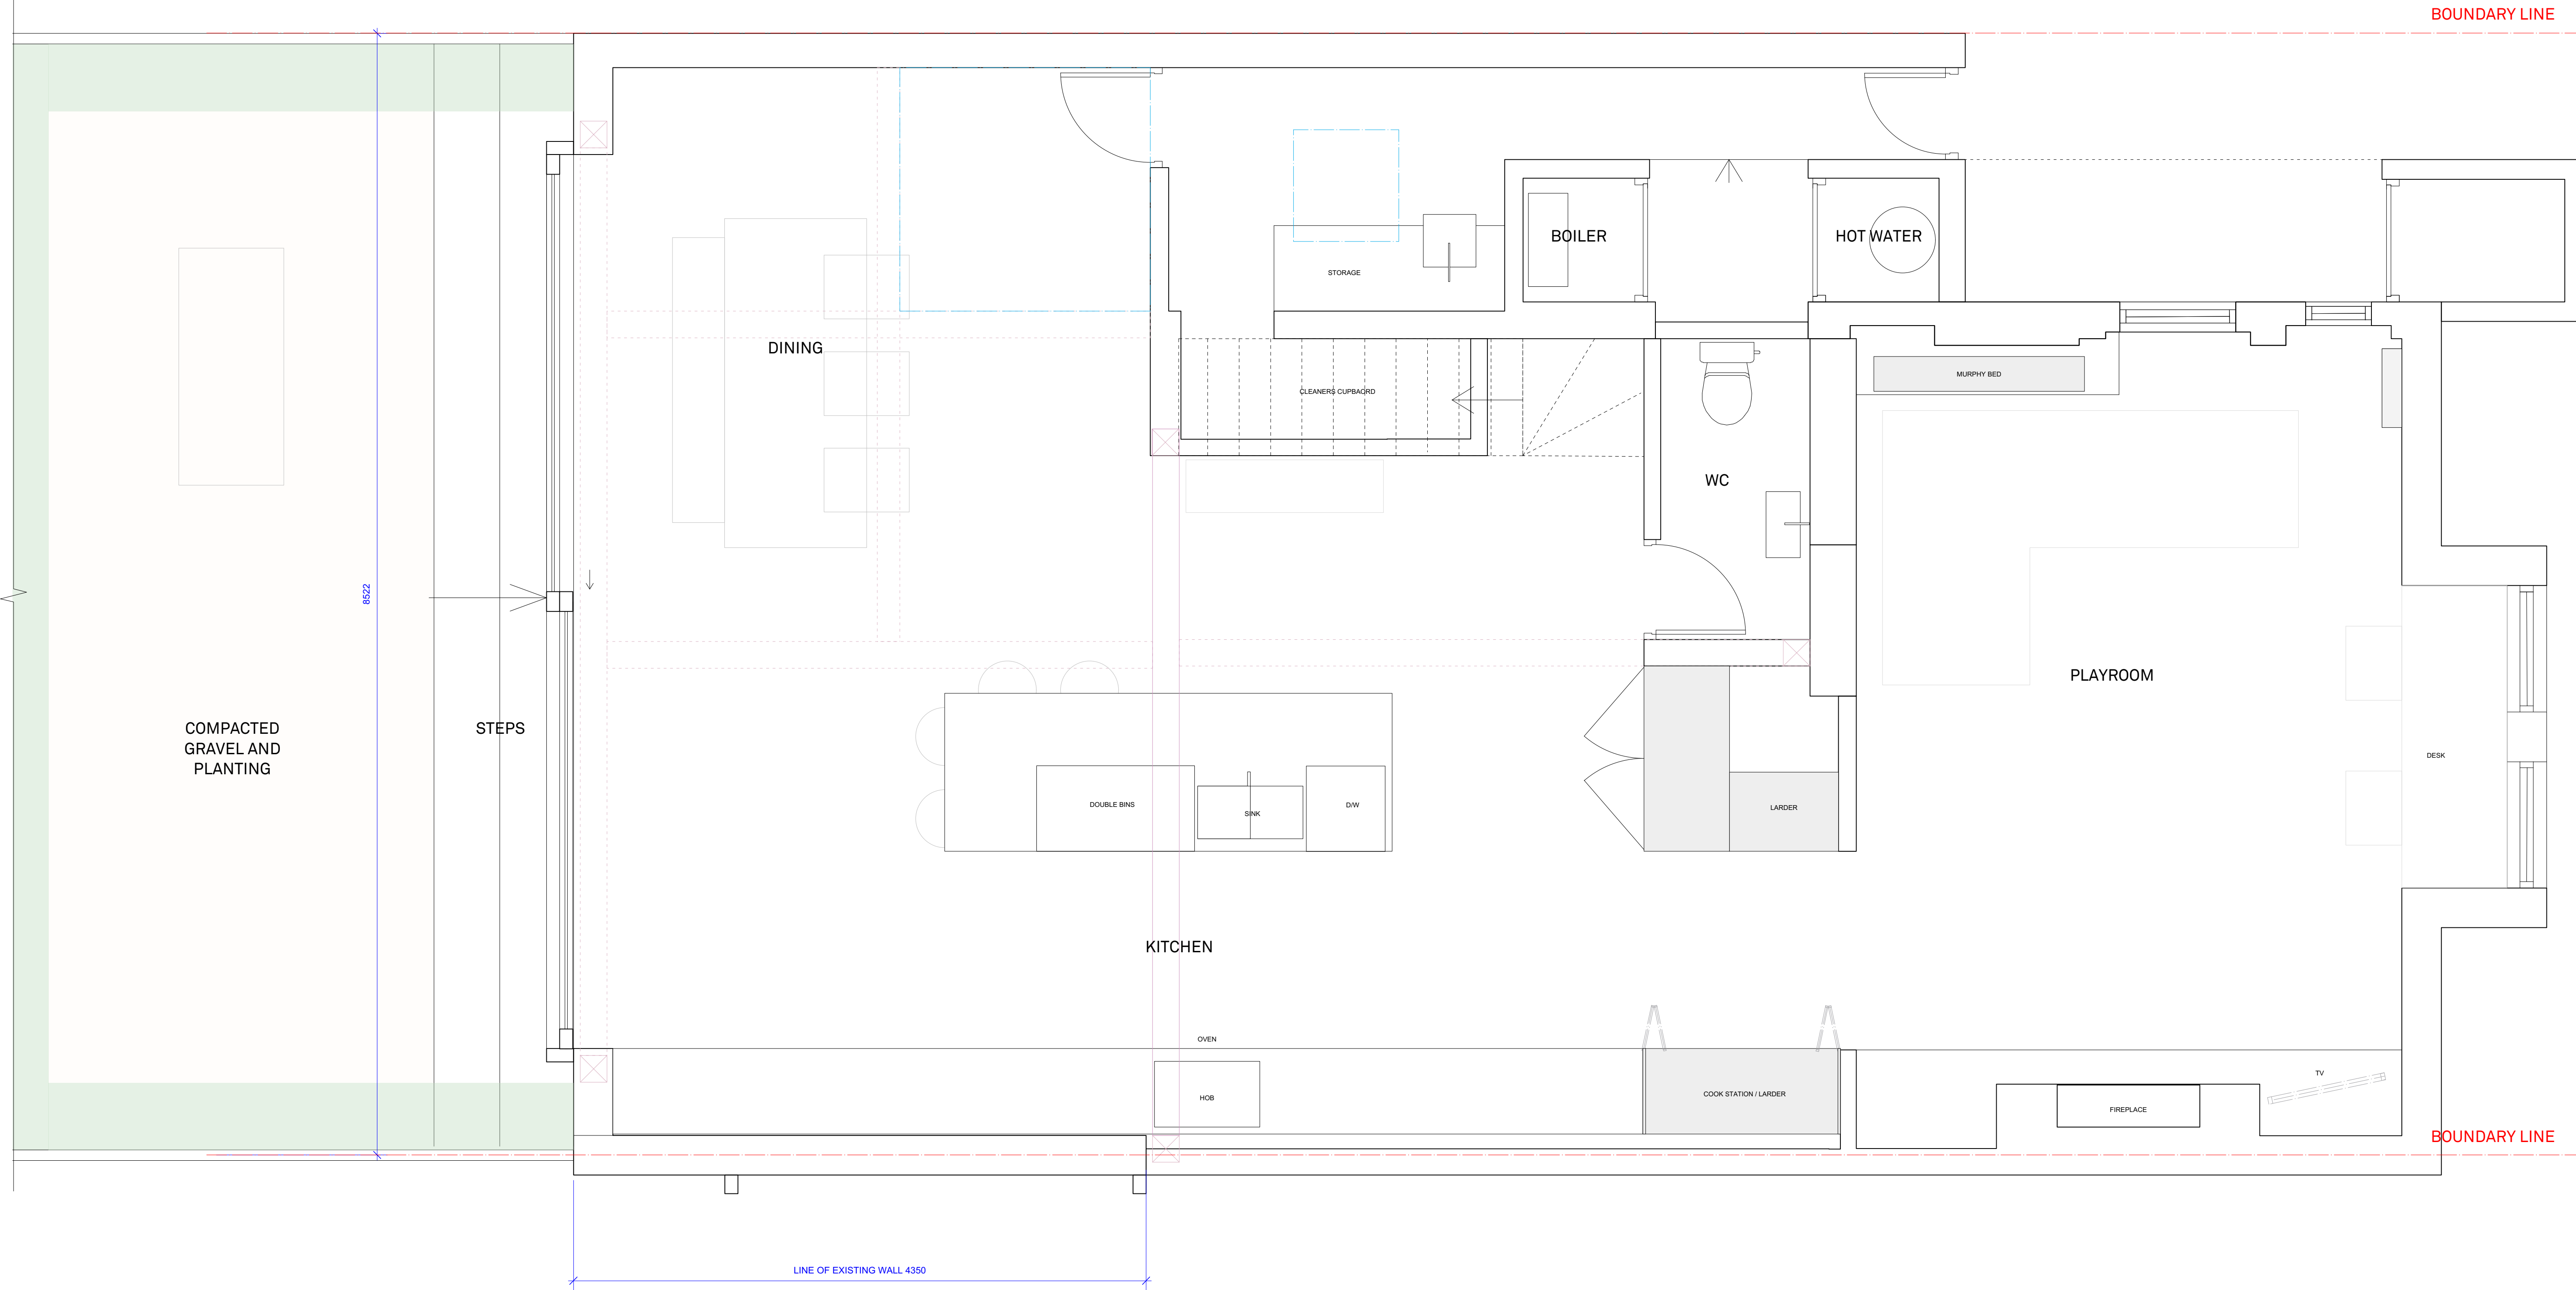 BOUNDARY LINE
BOILER
HOT WATER
STORAGE
DINING
CLEANERS CUPBAORD
MURPHY BED
WC
8522
PLAYROOM
COMPACTED
GRAVEL AND
PLANTING
STEPS
DESK
DOUBLE BINS
SINK
D/W
LARDER
KITCHEN
OVEN
TV
HOB
COOK STATION / LARDER
FIREPLACE
BOUNDARY LINE
LINE OF EXISTING WALL 4350